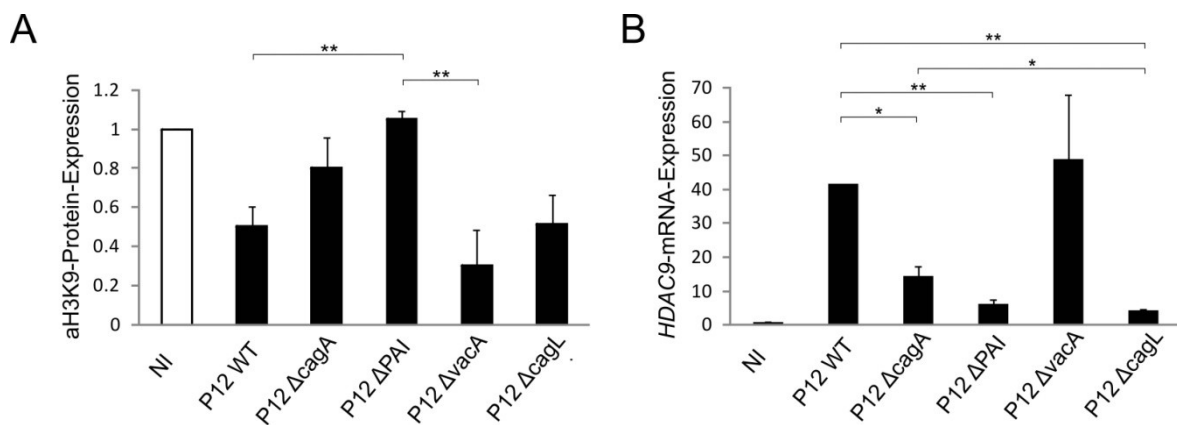 A
aH3K9-Protein-Expression
1.2
1
0.8
0.6
0.4
0.2
0
**
**
NI
P12 WT
P12 ΔcagA
P12 ΔPAI
P12 ΔvacA
P12 ΔcagL
B
HDAC9-mRNA-Expression
70
60
50
40
30
20
10
0
**
*
**
*
NI
P12 WT
P12 ΔcagA
P12 ΔPAI
P12 ΔvacA
P12 ΔcagL